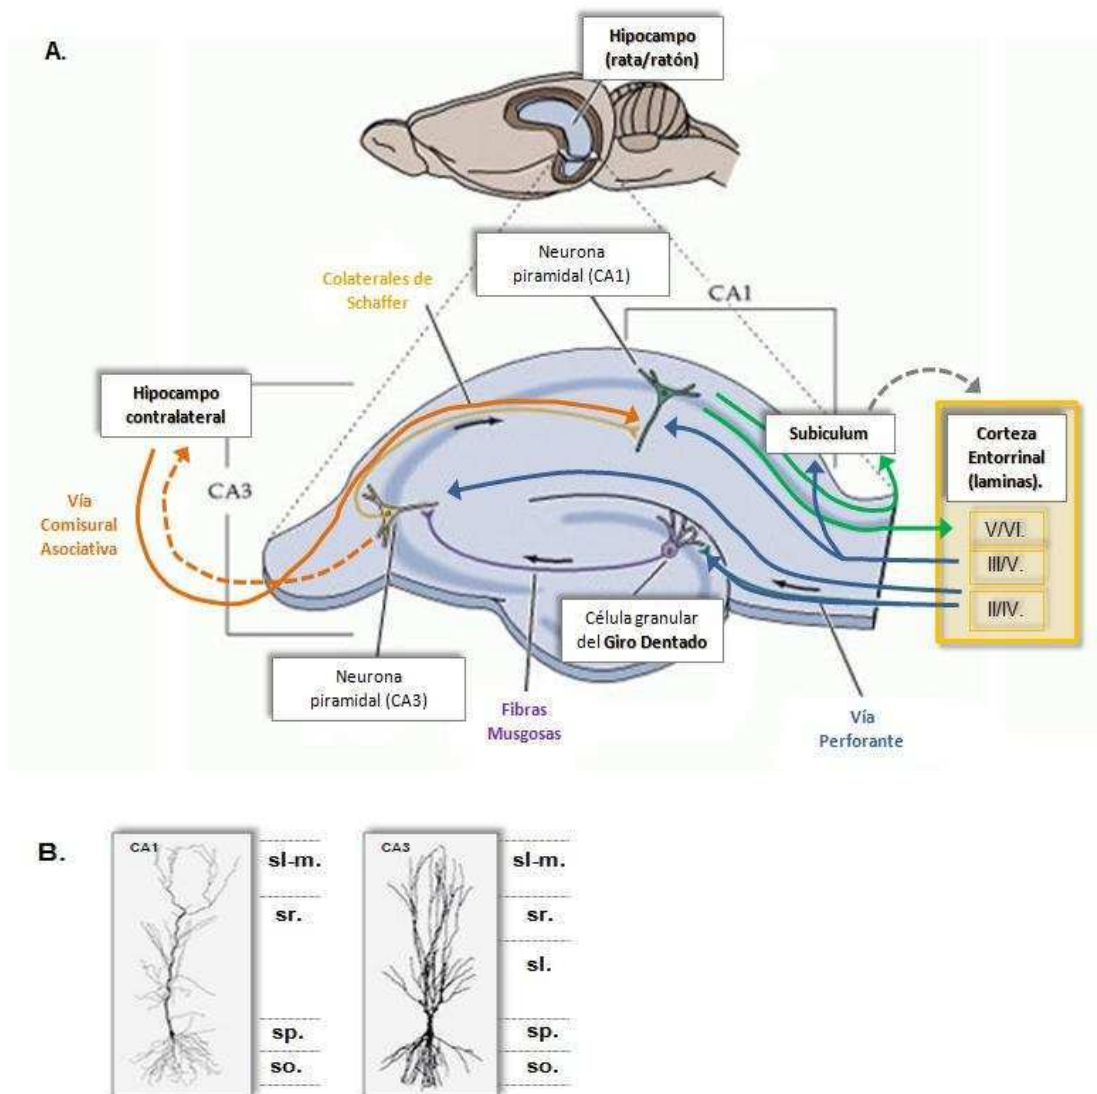 A.
Hipocampo
(rata/ratón)
Neurona
piramidal (CA1)
Colaterales de
Schaffer
CA1
Hipocampo
contralateral
Subiculum
Corteza
Entorrinal
(laminas).
CA3
Vía
Comisural
Asociativa
V/VI.
III/V.
II/IV.
Célula granular
del Giro Dentado
Neurona
piramidal (CA3)
Fibras
Musgosas
Vía
Perforante
B.
CA1
sl-m.
sr.
sp.
so.
CA3
sl-m.
sr.
sl.
sp.
so.